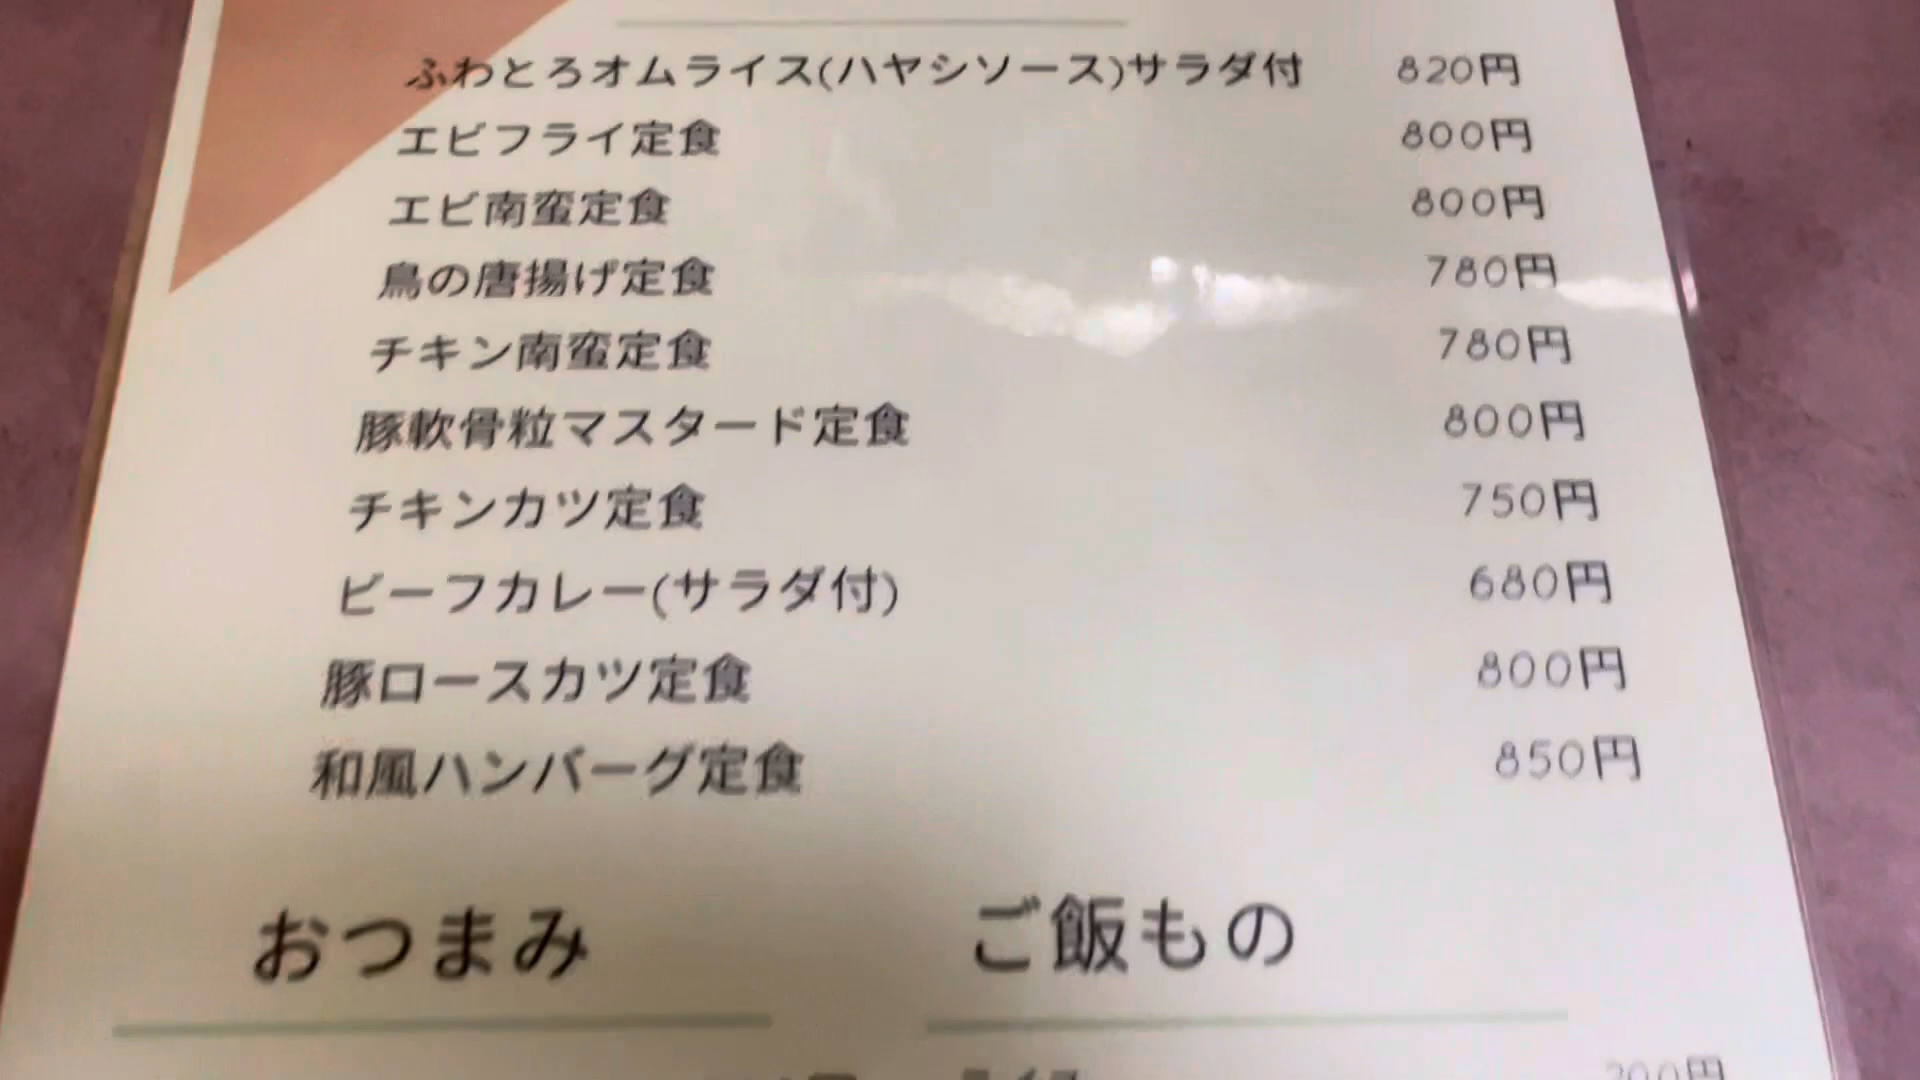 ふわとろオムライス(ハヤシソース)サラダ付 820円
エビフライ定食 800円
エビ南蛮定食 800円
鳥の唐揚げ定食 780円
チキン南蛮定食 780円
豚軟骨粒マスタード定食 800円
チキンカツ定食 750円
ビーフカレー(サラダ付) 680円
豚ロースカツ定食 800円
和風ハンバーグ定食 850円
おつまみ ご飯もの